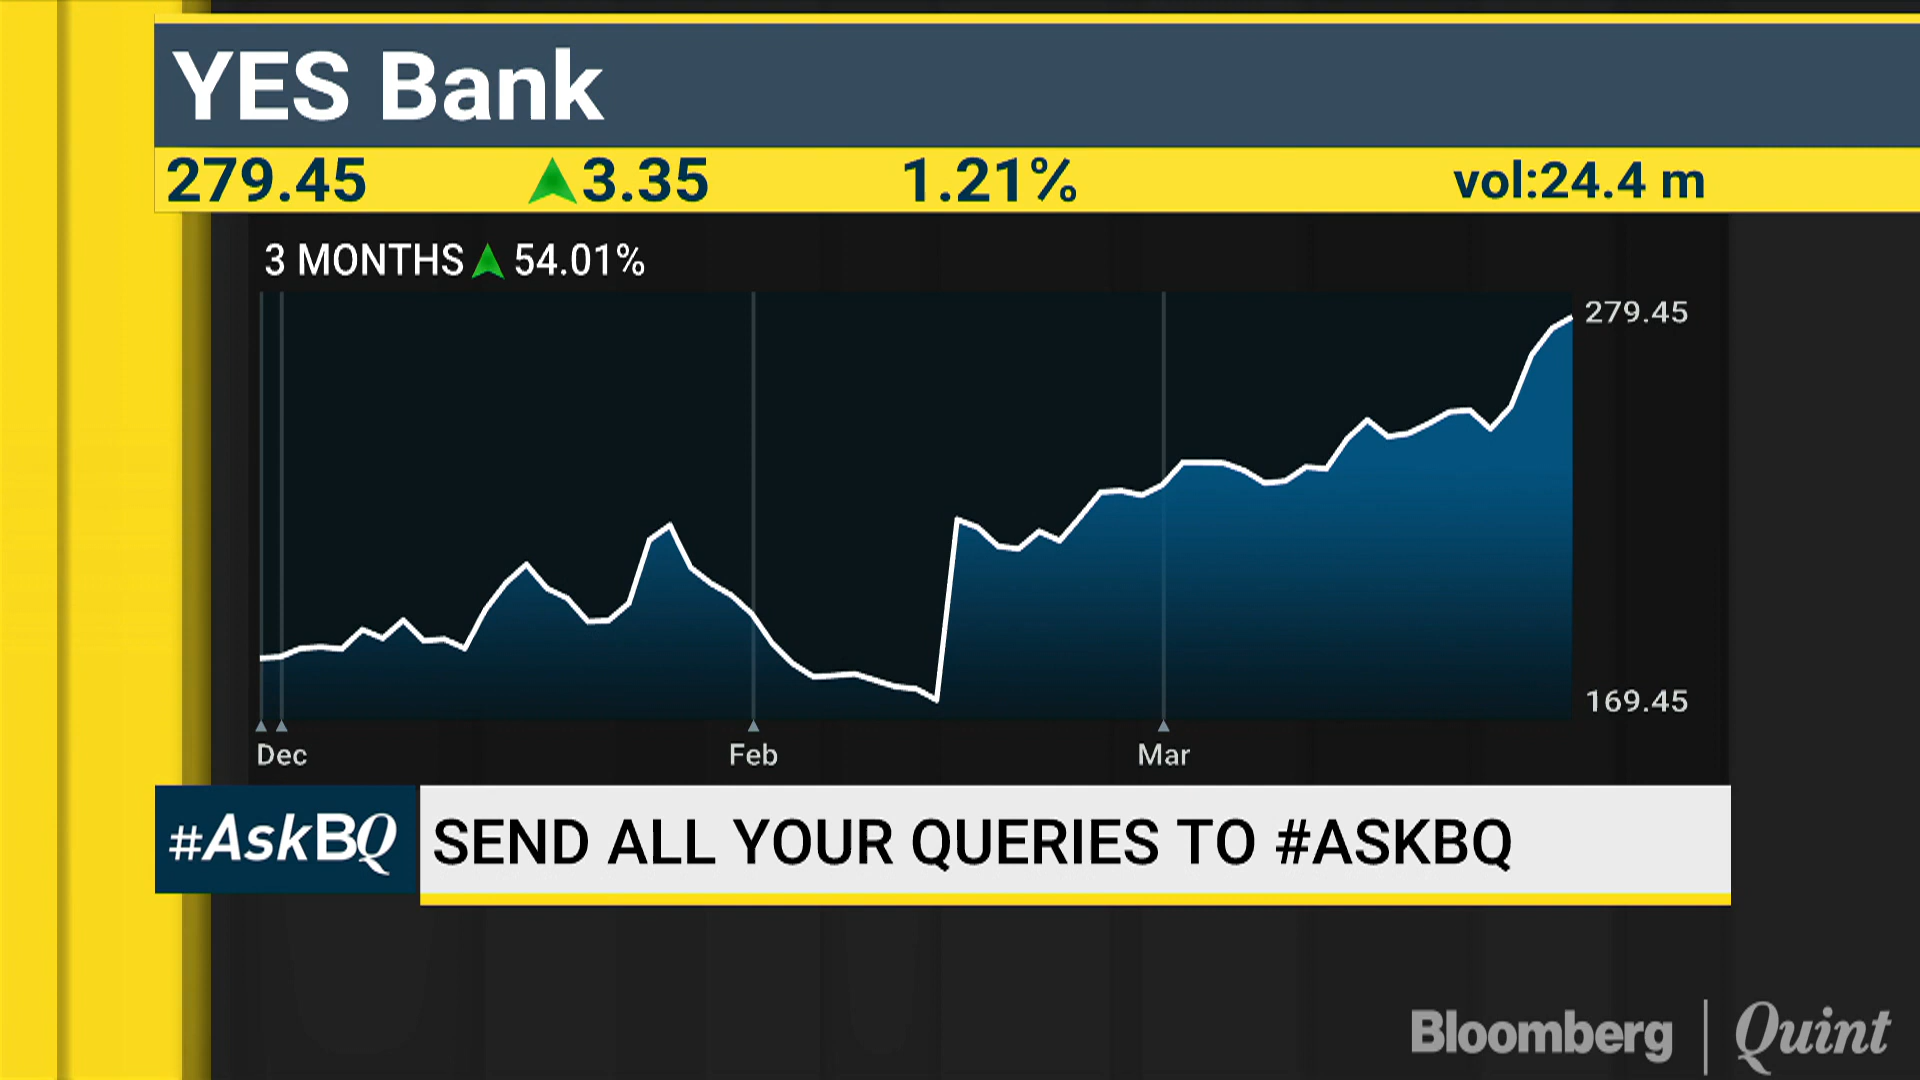 YES Bank
279.45 3.35 1.21% vol:24.4 m
3 MONTHS 54.01%
279.45
169.45
Dec Feb Mar
#AskBQ SEND ALL YOUR QUERIES TO #ASKBQ
Bloomberg | Quint